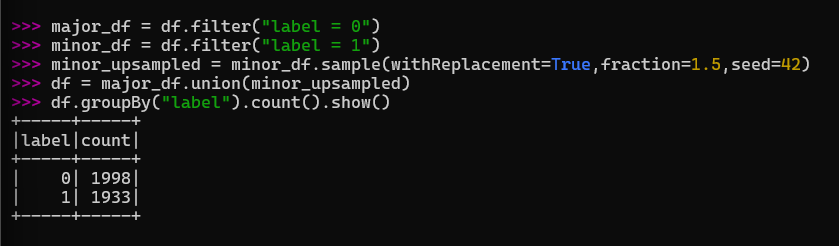 >>> major_df = df.filter("label = 0")
>>> minor_df = df.filter("label = 1")
>>> minor_upsampled = minor_df.sample(withReplacement=True,fraction=1.5,seed=42)
>>> df = major_df.union(minor_upsampled)
>>> df.groupBy("label").count().show()
+-----+-----+
|label|count|
+-----+-----+
|    0| 1998|
|    1| 1933|
+-----+-----+